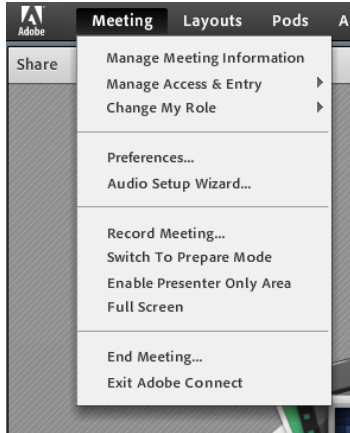 Adobe
Meeting Layouts Pods A
Share
Manage Meeting Information
Manage Access & Entry
Change My Role
Preferences...
Audio Setup Wizard...
Record Meeting...
Switch To Prepare Mode
Enable Presenter Only Area
Full Screen
End Meeting...
Exit Adobe Connect